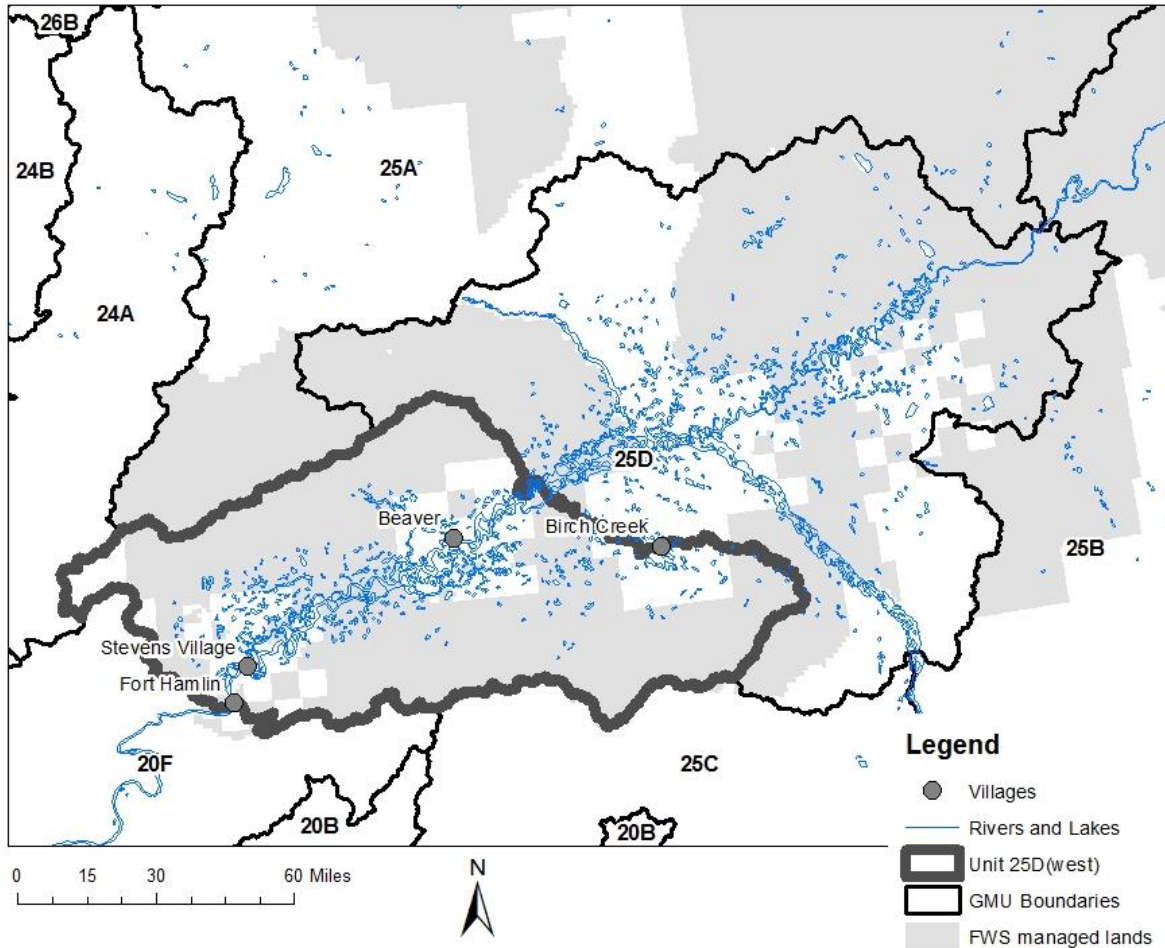 26B
24B
25A
24A
25D
Beaver
Birch Creek
25B
Stevens Village
Fort Hamlin
20F
25C
20B
20B
Legend
Villages
Rivers and Lakes
Unit 25D(west)
GMU Boundaries
FWS managed lands
0 15 30 60 Miles
N